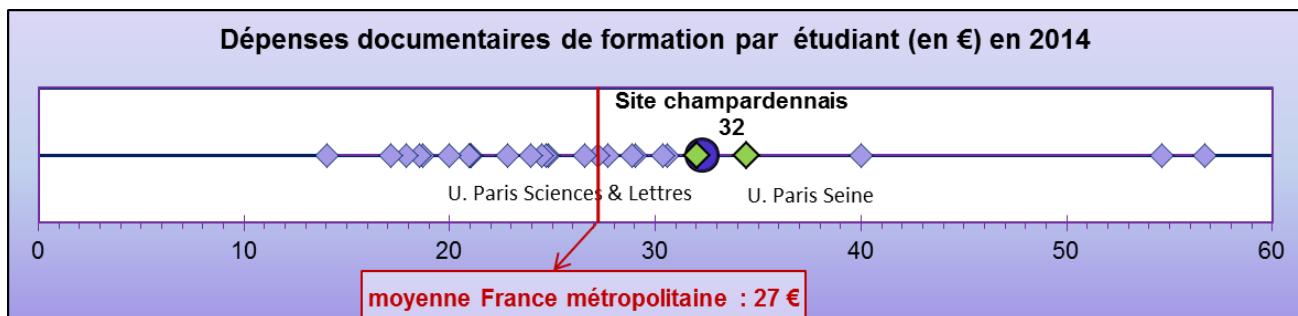 Dépenses documentaires de formation par étudiant (en €) en 2014
Site champardennais
32
U. Paris Sciences & Lettres
U. Paris Seine
0 10 20 30 40 50 60
moyenne France métropolitaine : 27 €